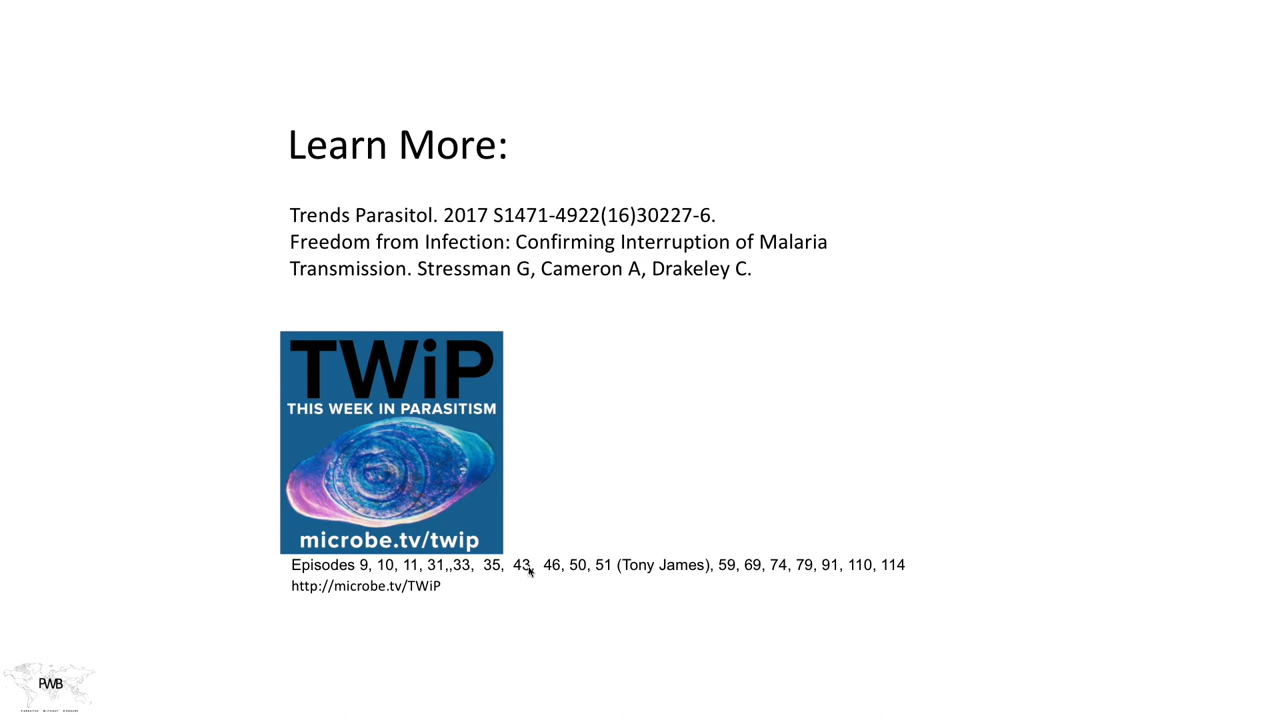 Learn More:
Trends Parasitol. 2017 S1471-4922(16)30227-6.
Freedom from Infection: Confirming Interruption of Malaria
Transmission. Stressman G, Cameron A, Drakeley C.
TWiP
THIS WEEK IN PARASITISM
microbe.tv/twip
Episodes 9, 10, 11, 31,,33, 35, 43, 46, 50, 51 (Tony James), 59, 69, 74, 79, 91, 110, 114
http://microbe.tv/TWiP
PWB